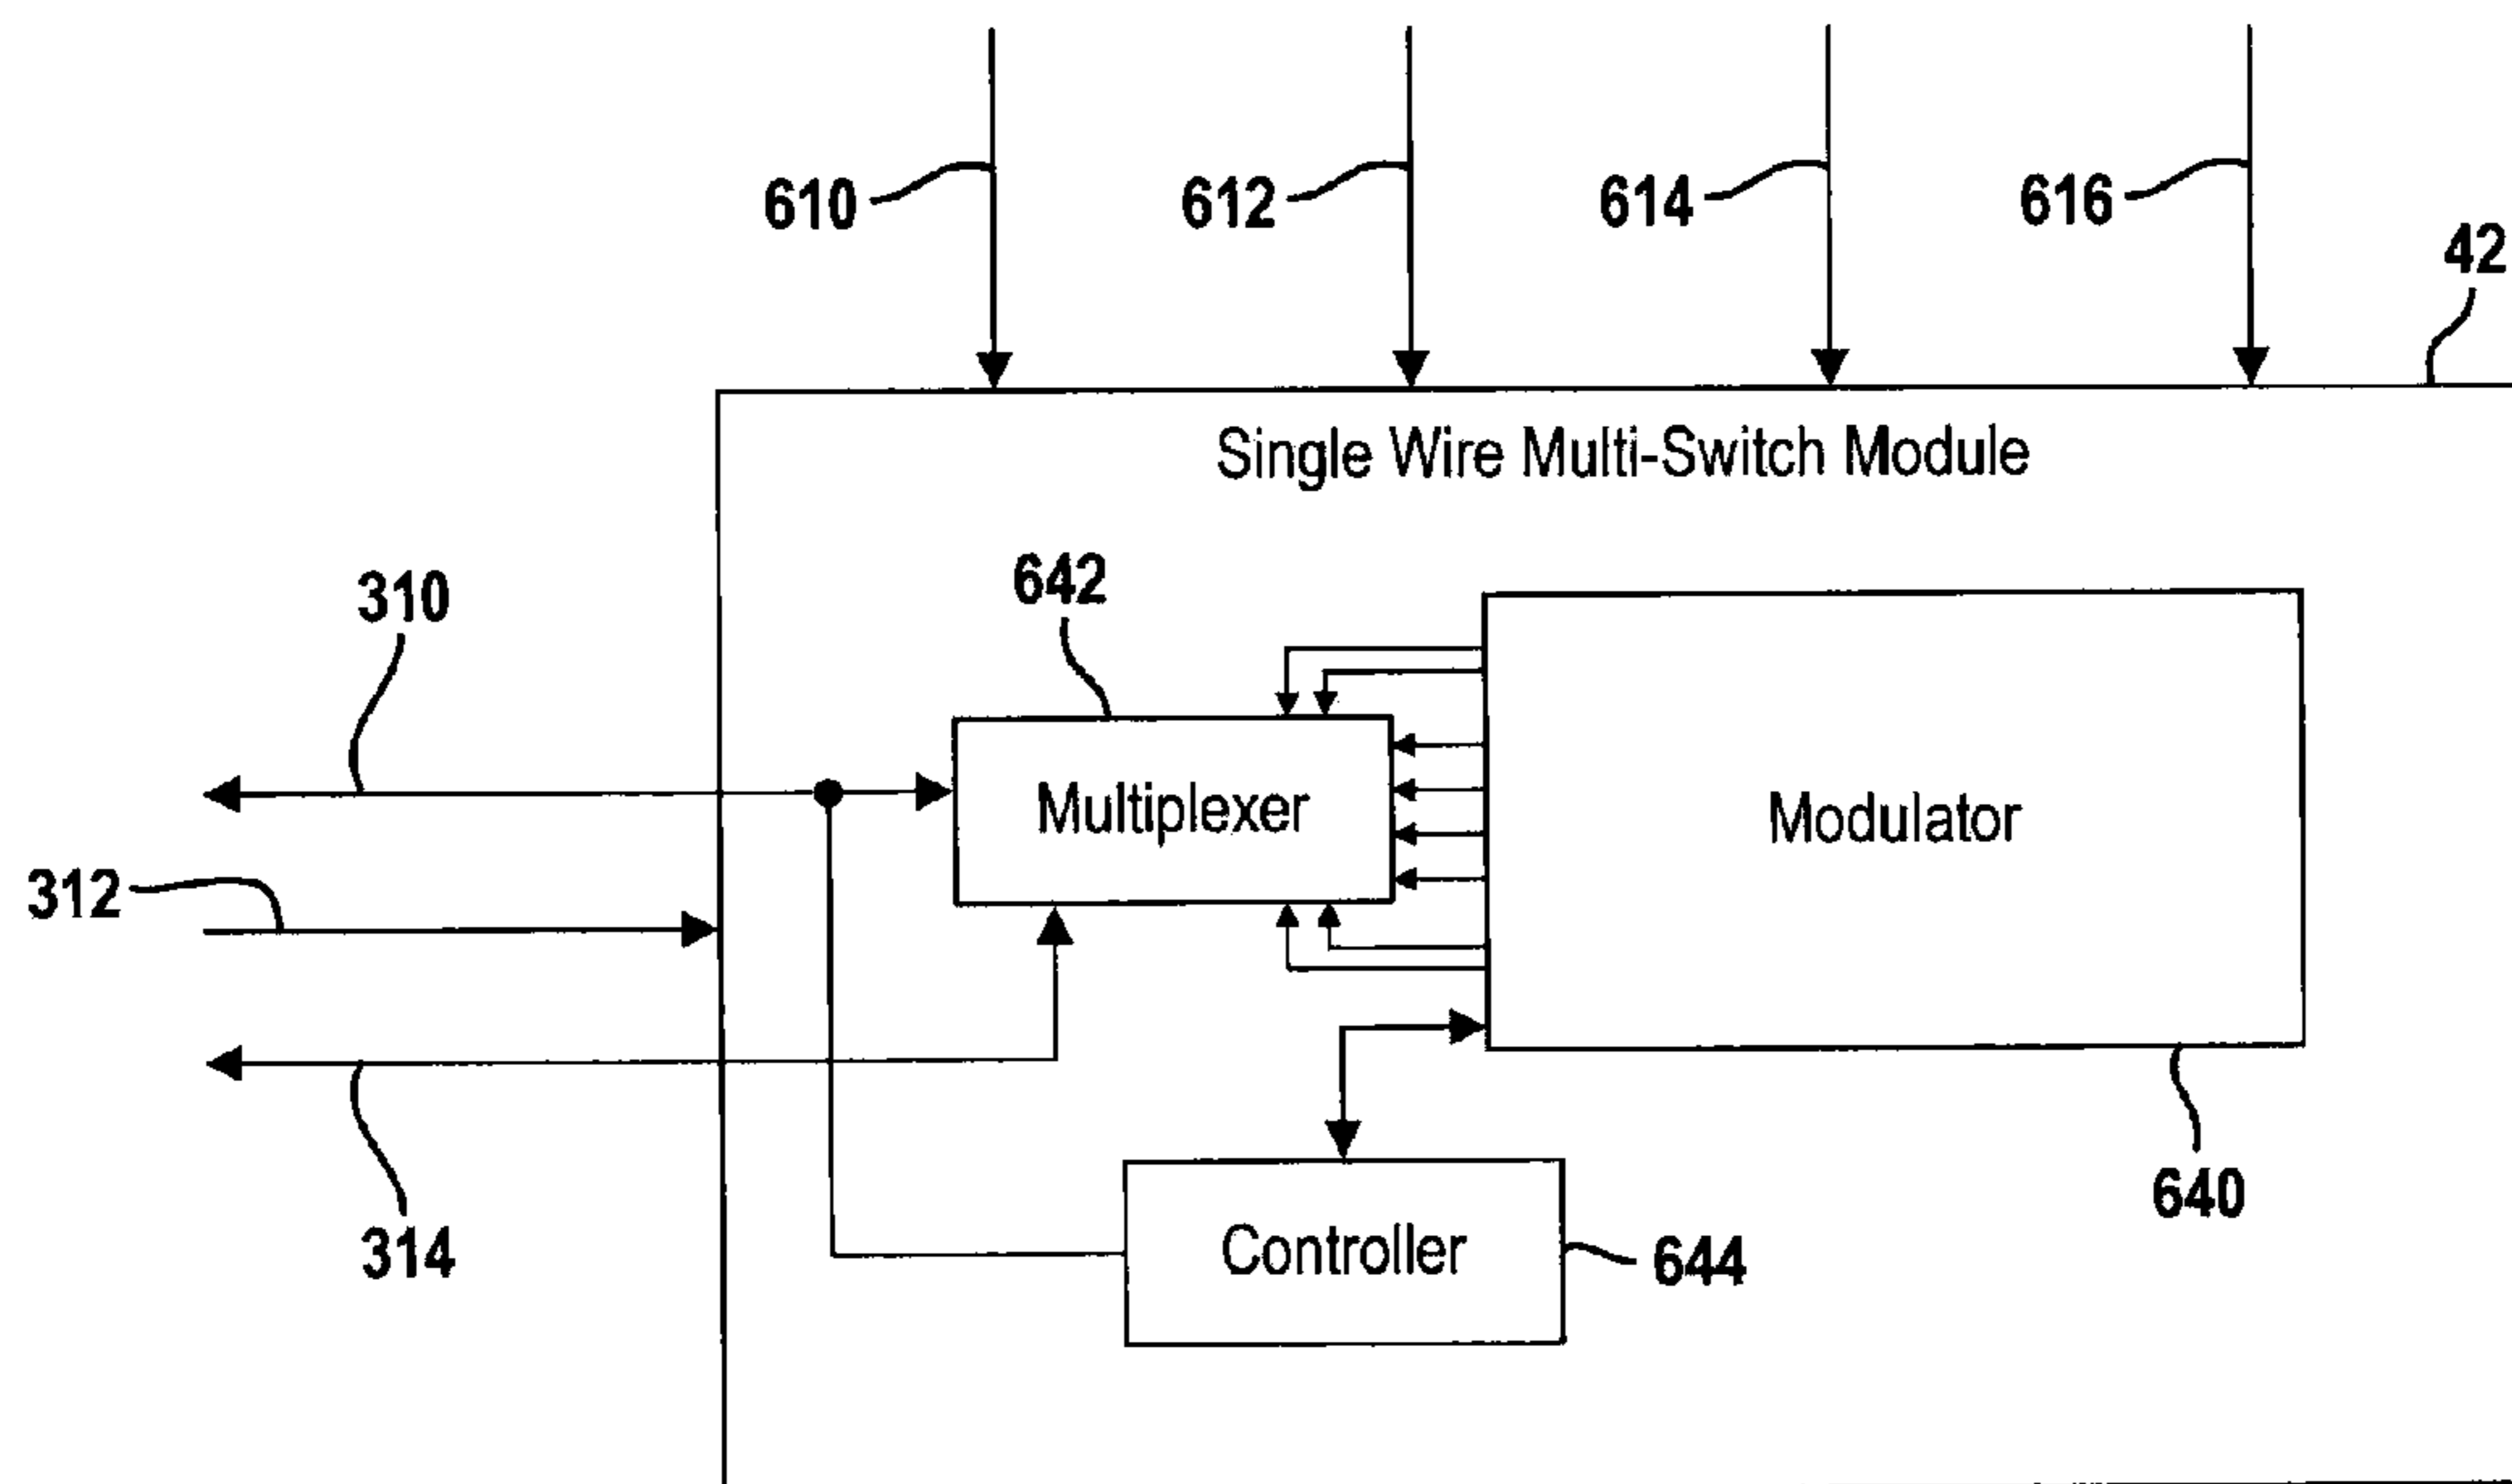 610
612
614
616
42
Single Wire Multi-Switch Module
642
310
Multiplexer
Modulator
312
640
314
Controller
644